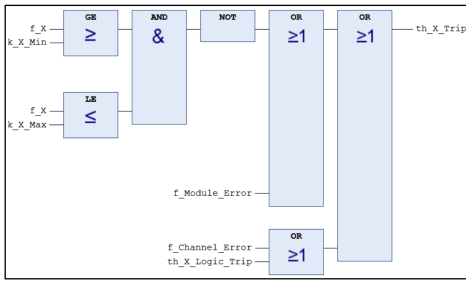 GE
AND
NOT
OR
OR
f_X
≥
&
≥1
≥1
th_X_Trip
k_X_Min
LE
f_X
≤
k_X_Max
f_Module_Error
OR
f_Channel_Error
≥1
th_X_Logic_Trip